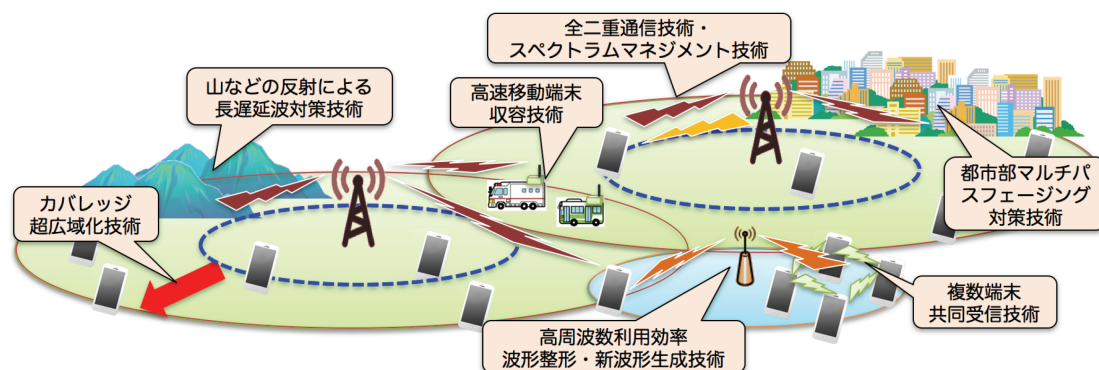 全二重通信技術・
スペクトラムマネジメント技術
山などの反射による
長遅延波対策技術
高速移動端末
収容技術
都市部マルチパ
スフェージング
対策技術
カバレッジ
超広域化技術
複数端末
共同受信技術
高周波数利用効率
波形整形・新波形生成技術